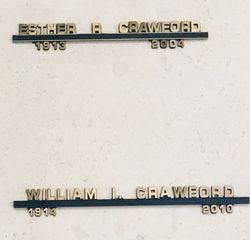 ESTHER R CRAWFORD
1913 2004
WILLIAM I. CRAWFORD
1914 2010